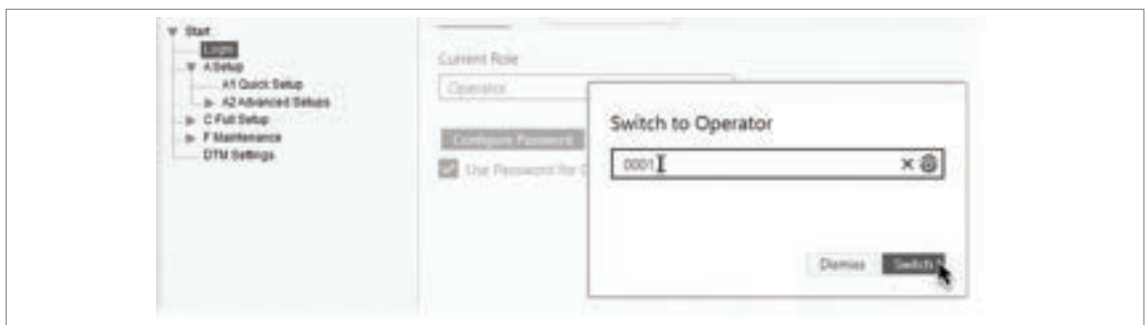 Start
Login
A Setup
A1 Quick Setup
A2 Advanced Setups
C Full Setup
F Maintenance
DTM Settings
Current Role
Operator
Configure Password
Use Password for
Switch to Operator
0001
Dismiss Switch